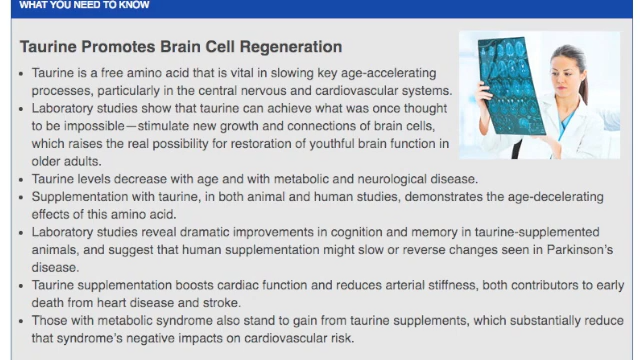 WHAT YOU NEED TO KNOW
Taurine Promotes Brain Cell Regeneration
• Taurine is a free amino acid that is vital in slowing key age-accelerating
processes, particularly in the central nervous and cardiovascular systems.
• Laboratory studies show that taurine can achieve what was once thought
to be impossible—stimulate new growth and connections of brain cells,
which raises the real possibility for restoration of youthful brain function in
older adults.
• Taurine levels decrease with age and with metabolic and neurological disease.
• Supplementation with taurine, in both animal and human studies, demonstrates the age-decelerating
effects of this amino acid.
• Laboratory studies reveal dramatic improvements in cognition and memory in taurine-supplemented
animals, and suggest that human supplementation might slow or reverse changes seen in Parkinson's
disease.
• Taurine supplementation boosts cardiac function and reduces arterial stiffness, both contributors to early
death from heart disease and stroke.
• Those with metabolic syndrome also stand to gain from taurine supplements, which substantially reduce
that syndrome's negative impacts on cardiovascular risk.